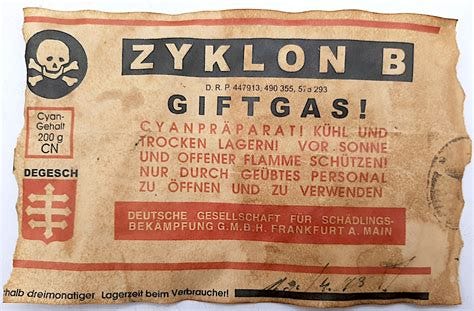 ZYKLON B
D. R. P 447913, 490 355, 57a 293
GIFTGAS!
Cyan-
Gehalt
200 g
CN
CYANPRÄPARATI KÜHL UND
TROCKEN LAGERN! VOR SONNE
UND OFFENER FLAMME SCHÜTZEN!
NUR DURCH GEÜBTES PERSONAL
ZU ÖFFNEN UND ZU VERWENDEN
DEGESCH
DEUTSCHE GESELLSCHAFT FÜR SCHÄDLINGS-
BEKÄMPFUNG G.M.B.H. FRANKFURT A. MAIN
halb dreimonatiger Lagerzeit beim Verbraucher!